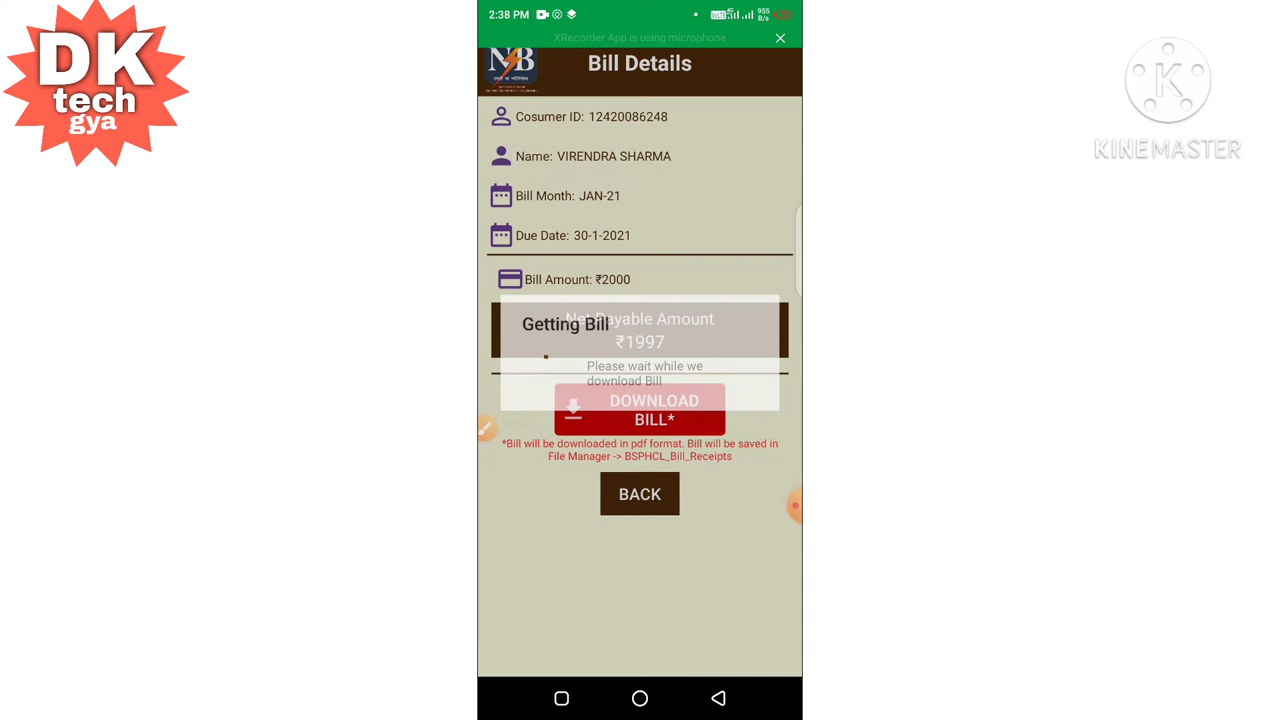 DK
tech
gya
2:38 PM
4G
955
B/s
XRecorder App is using microphone
NB
Bill Details
Cosumer ID: 12420086248
Name: VIRENDRA SHARMA
Bill Month: JAN-21
Due Date: 30-1-2021
Bill Amount: ₹2000
Net Payable Amount
₹1997
Getting Bill
Please wait while we
download Bill
DOWNLOAD
BILL*
*Bill will be downloaded in pdf format. Bill will be saved in
File Manager -> BSPHCL_Bill_Receipts
BACK
K
KINEMASTER